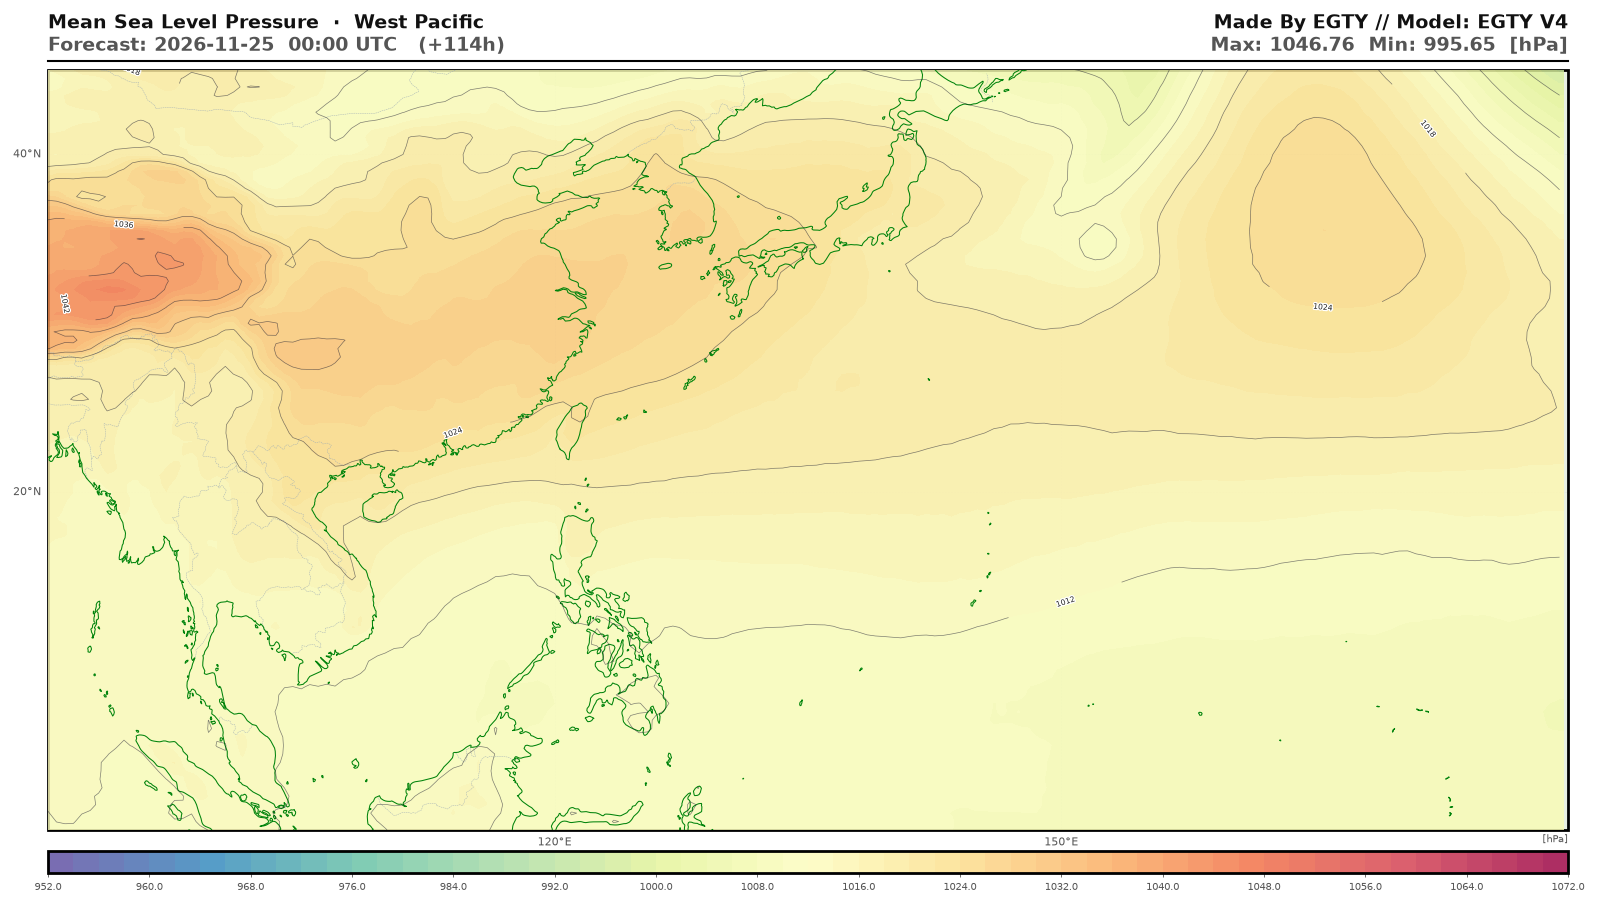 Mean Sea Level Pressure · West Pacific
Made By EGTY // Model: EGTY V4
Forecast: 2026-11-25 00:00 UTC (+114h)
Max: 1046.76 Min: 995.65 [hPa]
1018
40°N
1036
1042
1024
1024
20°N
1012
120°E
150°E
[hPa]
952.0 960.0 968.0 976.0 984.0 992.0 1000.0 1008.0 1016.0 1024.0 1032.0 1040.0 1048.0 1056.0 1064.0 1072.0